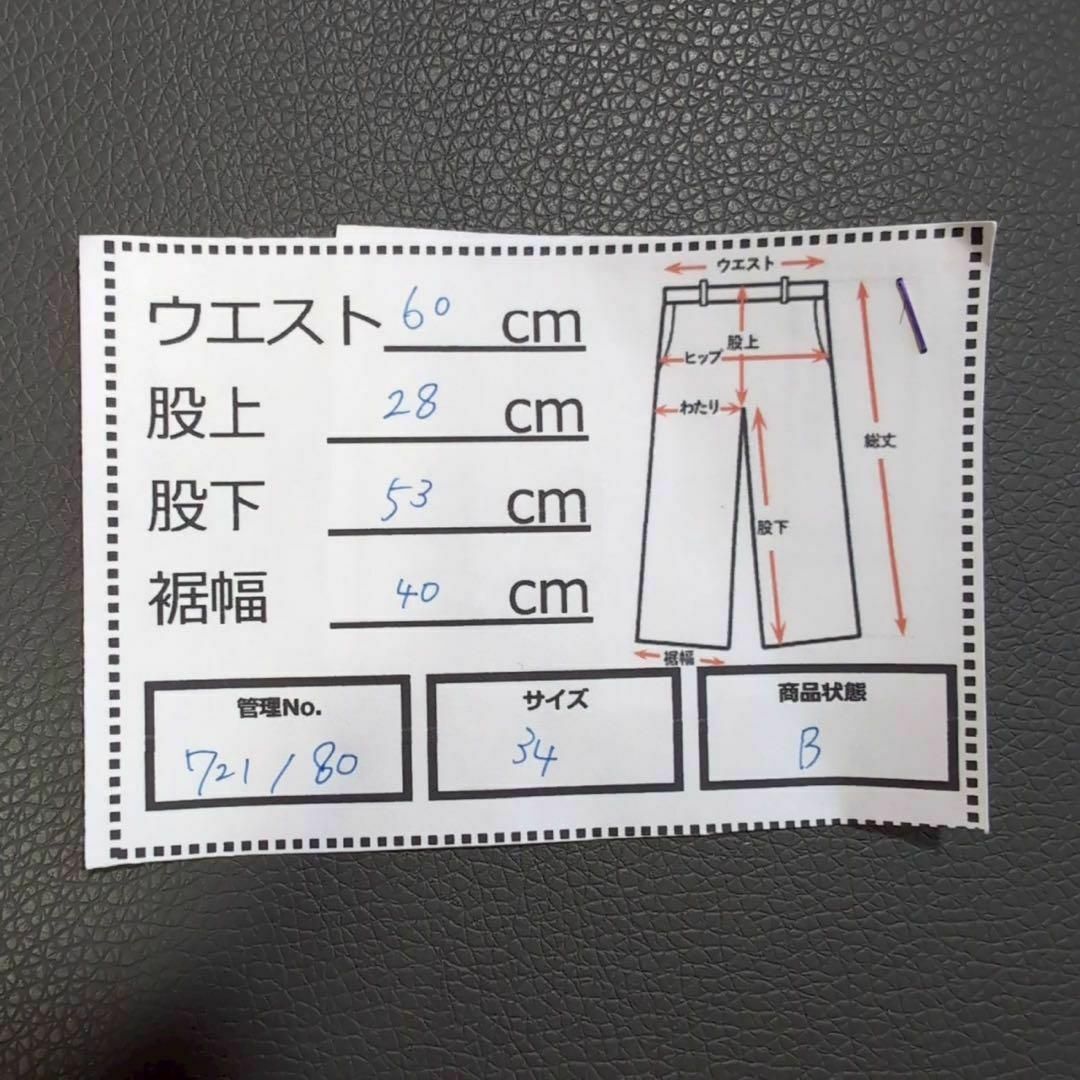 ウエスト 60 cm
股上 28 cm
股下 53 cm
裾幅 40 cm
ウエスト
股上
ヒップ
わたり
総丈
股下
裾幅
管理No.
721/80
サイズ
34
商品状態
B